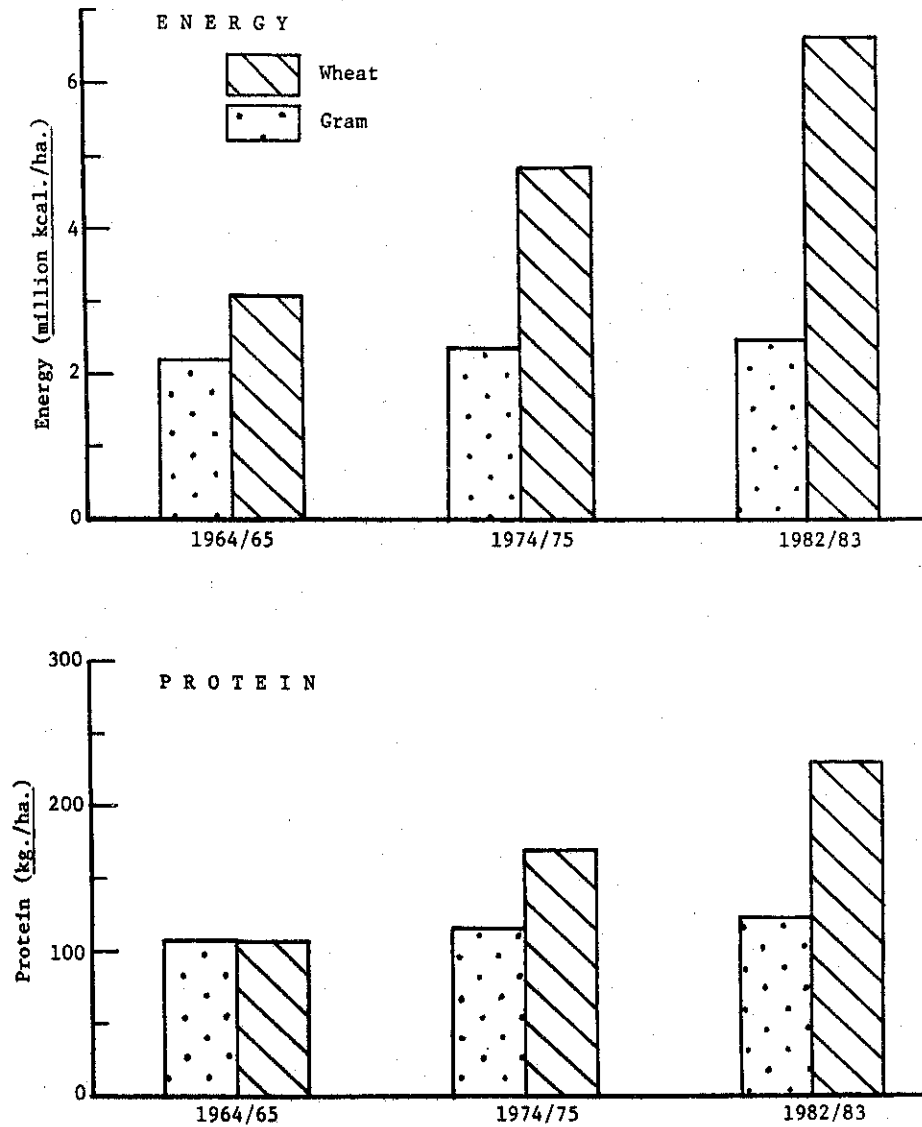 E N E R G Y
Wheat
Gram
Energy (million kcal./ha.)
6
4
2
0
1964/65 1974/75 1982/83
P R O T E I N
Protein (kg./ha.)
300
200
100
0
1964/65 1974/75 1982/83